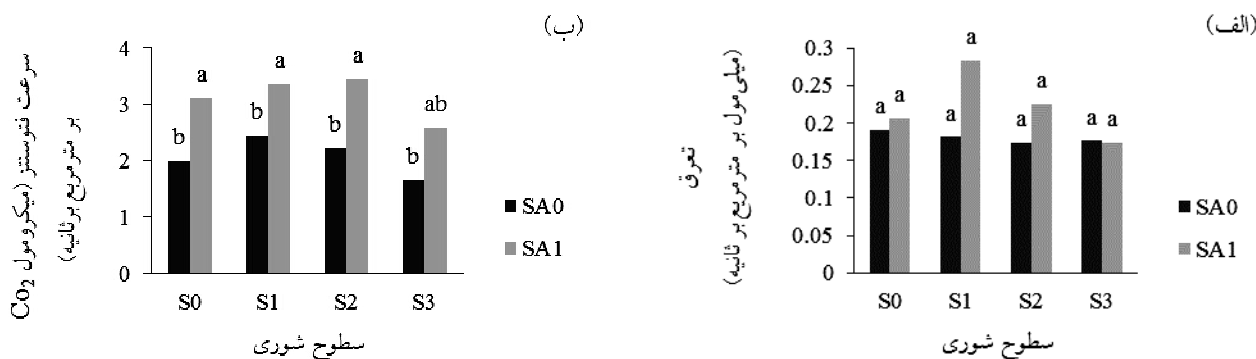 (الف)
تعرق
(میلی‌مول بر مترمربع بر ثانیه)
0.3
0.25
0.2
0.15
0.1
0.05
0
a a
a a
a a
a a
S0 S1 S2 S3
سطوح شوری
SA0
SA1
(ب)
سرعت فتوسنتز (میکرومول Co₂
بر مترمربع برثانیه)
4
3
2
1
0
b a
b a
b a
b ab
S0 S1 S2 S3
سطوح شوری
SA0
SA1